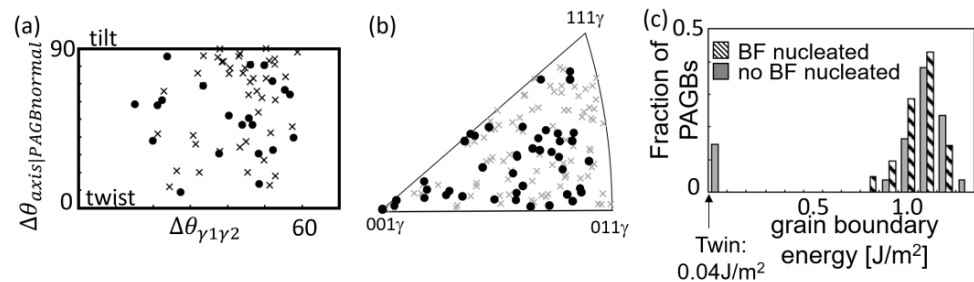 (a)
90
tilt
Δθaxis|PAGBnormal
twist
0
Δθγ1γ2
60
(b)
111γ
001γ
011γ
(c)
0.5
BF nucleated
no BF nucleated
Fraction of
PAGBs
0
0.5
1.0
grain boundary
energy [J/m²]
Twin:
0.04J/m²